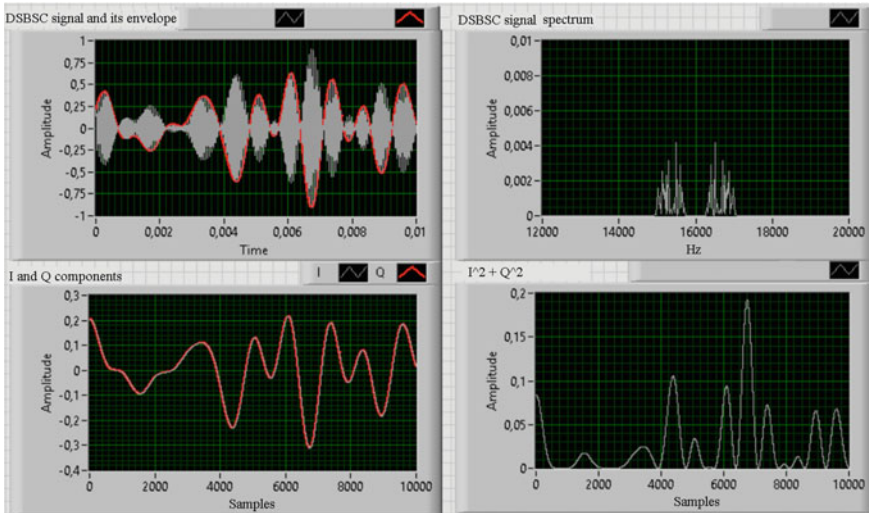 DSBSC signal and its envelope
Amplitude
1
0,75
0,5
0,25
0
-0,25
-0,5
-0,75
-1
0 0,002 0,004 0,006 0,008 0,01
Time
DSBSC signal spectrum
Amplitude
0,01
0,008
0,006
0,004
0,002
0
12000 14000 16000 18000 20000
Hz
I and Q components
I Q
Amplitude
0,3
0,2
0,1
0
-0,1
-0,2
-0,3
-0,4
0 2000 4000 6000 8000 10000
Samples
I^2 + Q^2
Amplitude
0,2
0,15
0,1
0,05
0
0 2000 4000 6000 8000 10000
Samples